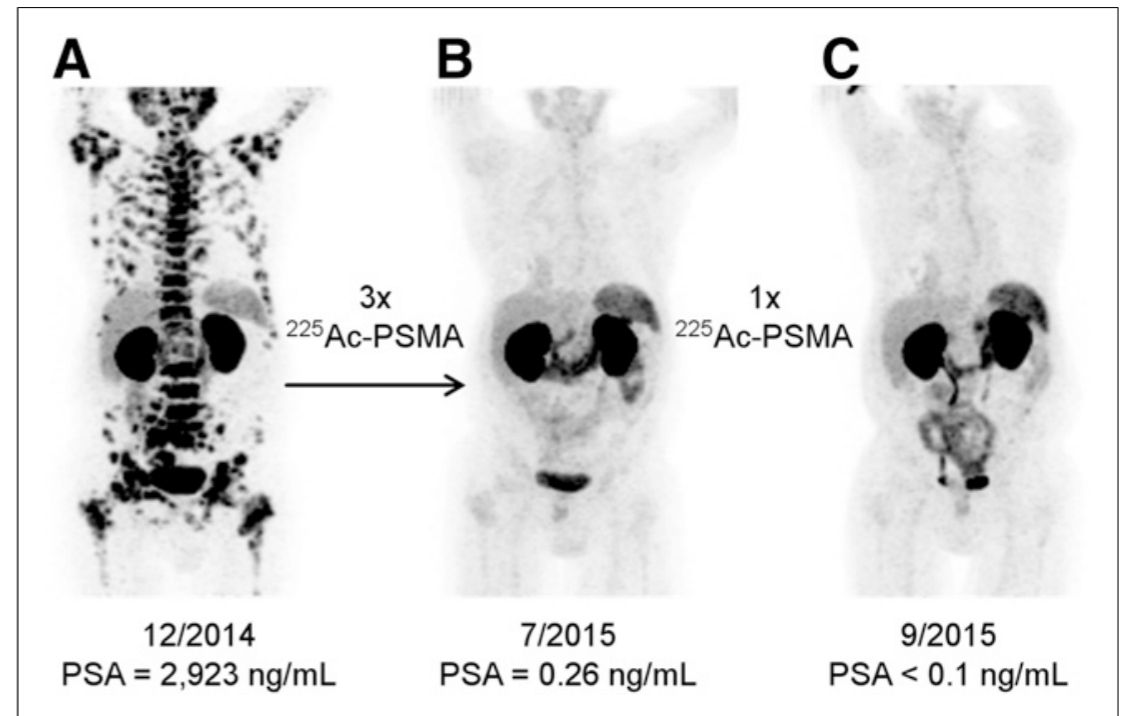 A
B
C
3x
²²⁵Ac-PSMA
1x
²²⁵Ac-PSMA
12/2014
PSA = 2,923 ng/mL
7/2015
PSA = 0.26 ng/mL
9/2015
PSA < 0.1 ng/mL